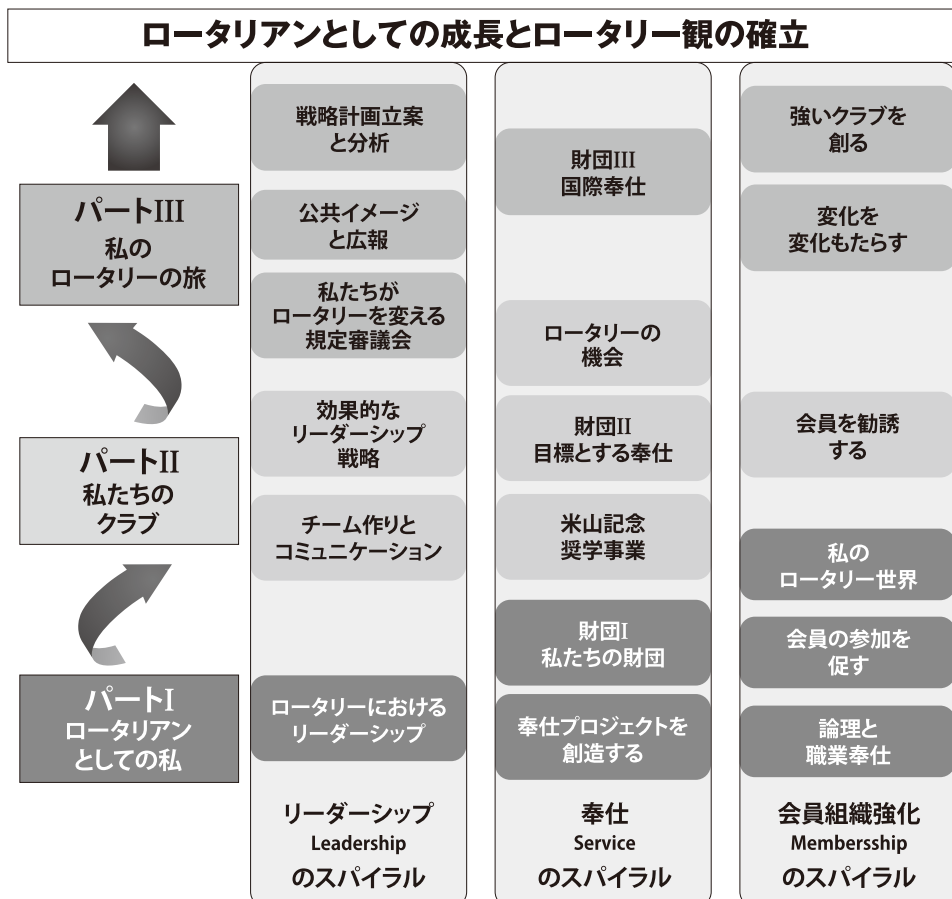 ロータリアンとしての成長とロータリー観の確立
パートIII
私の
ロータリーの旅
パートII
私たちの
クラブ
パートI
ロータリアン
としての私
戦略計画立案
と分析
公共イメージ
と広報
私たちが
ロータリーを変える
規定審議会
効果的な
リーダーシップ
戦略
チーム作りと
コミュニケーション
ロータリーにおける
リーダーシップ
リーダーシップ
Leadership
のスパイラル
財団III
国際奉仕
ロータリーの
機会
財団II
目標とする奉仕
米山記念
奨学事業
財団I
私たちの財団
奉仕プロジェクトを
創造する
奉仕
Service
のスパイラル
強いクラブを
創る
変化を
変化もたらす
会員を勧誘
する
私の
ロータリー世界
会員の参加を
促す
論理と
職業奉仕
会員組織強化
Membersship
のスパイラル